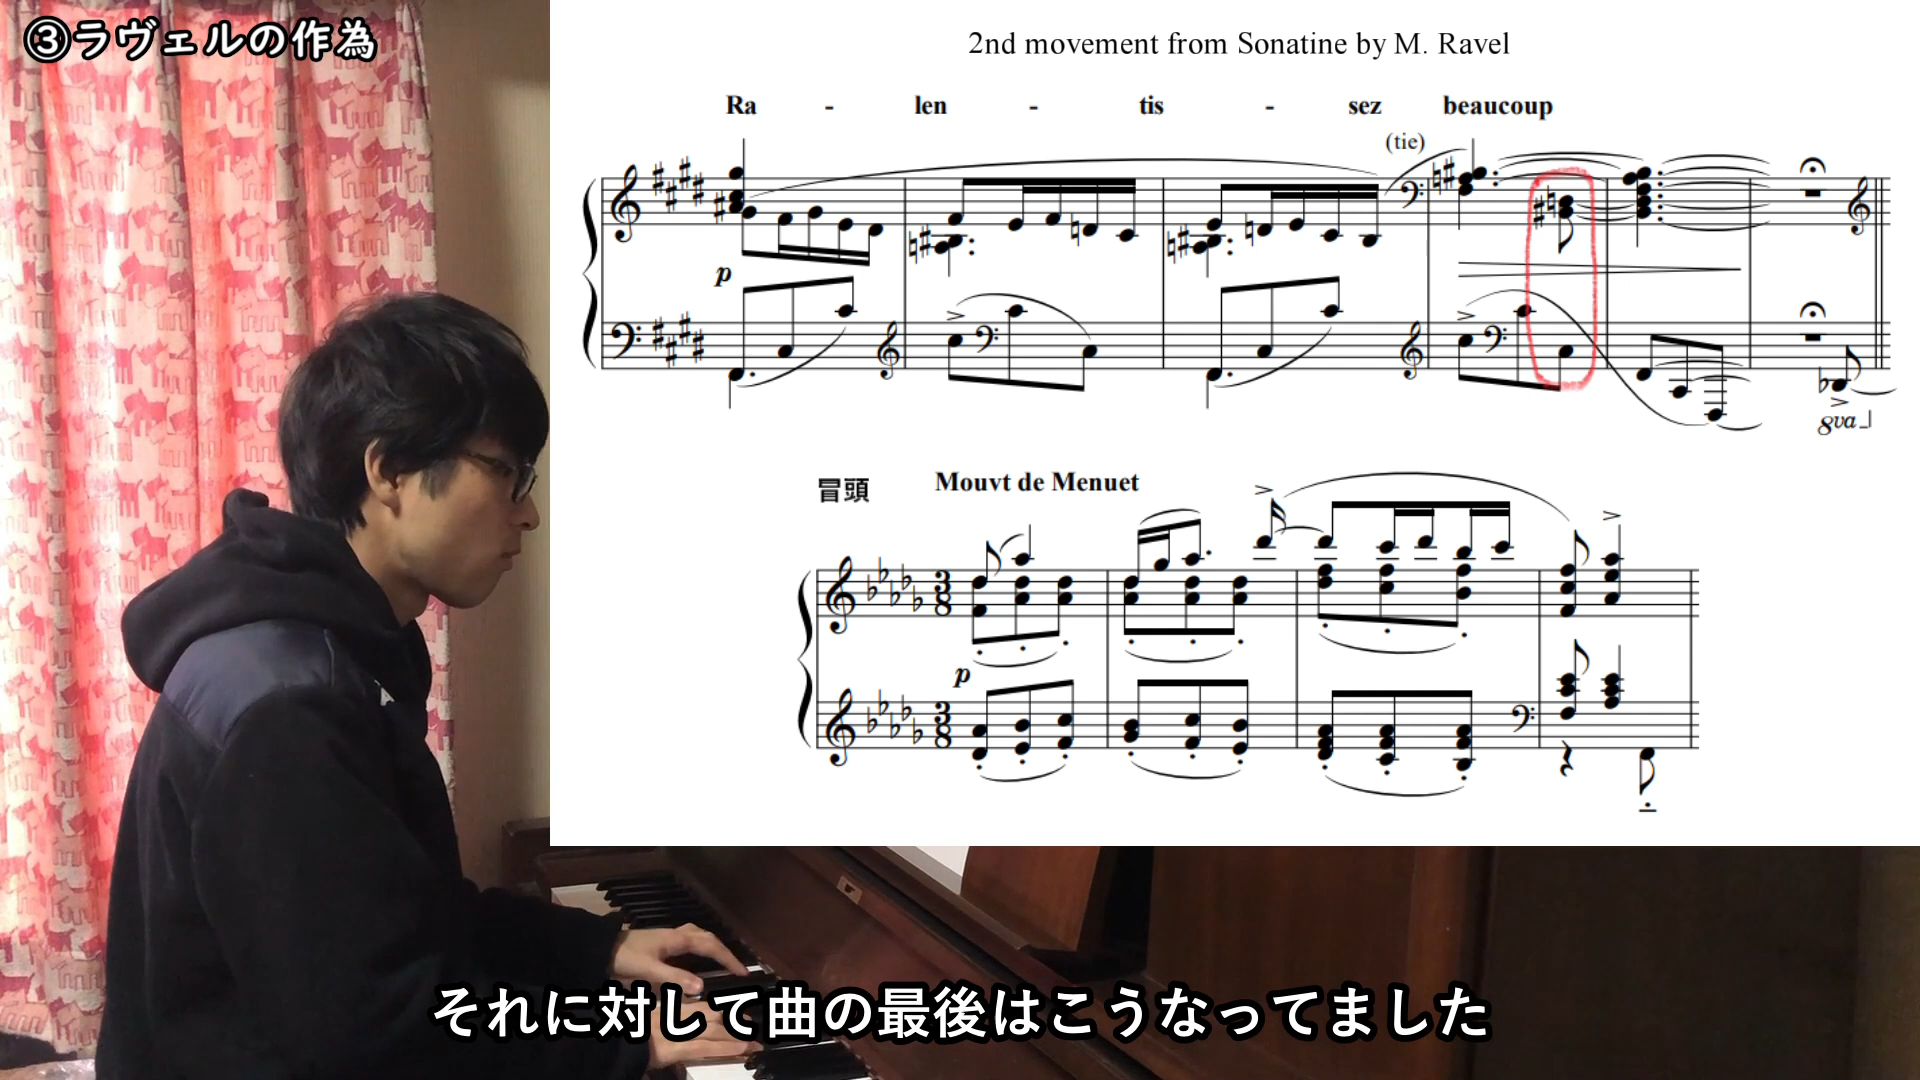 ③ラヴェルの作為
2nd movement from Sonatine by M. Ravel
Ra - len - tis - sez beaucoup
(tie)
p
8va
冒頭
Mouvt de Menuet
3
8
p
3
8
それに対して曲の最後はこうなってました